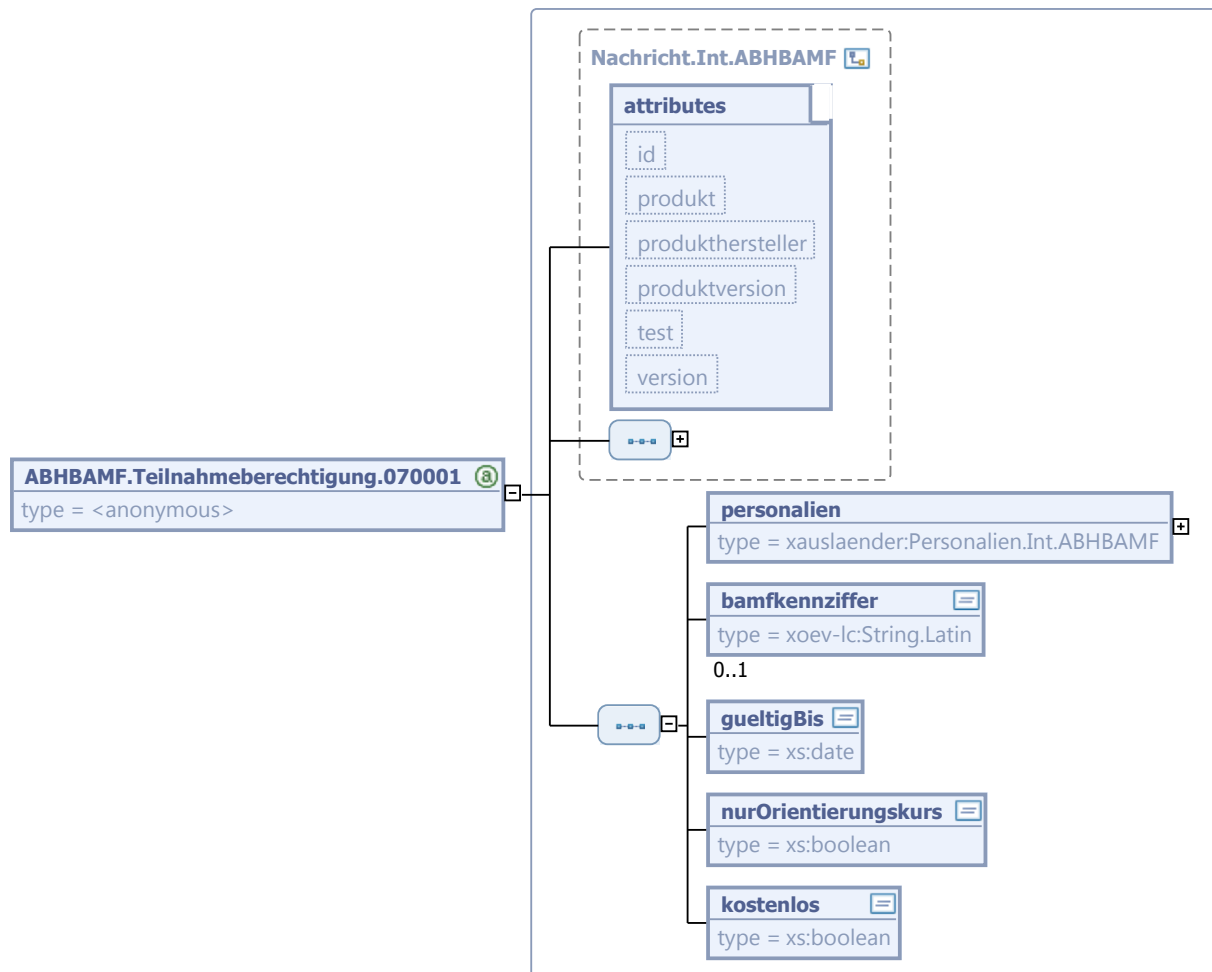 Nachricht.Int.ABHBAMF
attributes
id
produkt
produkthersteller
produktversion
test
version
ABHBAMF.Teilnahmeberechtigung.070001
type = <anonymous>
personalien
type = xauslaender:Personalien.Int.ABHBAMF
bamfkennziffer
type = xoev-lc:String.Latin
0..1
gueltigBis
type = xs:date
nurOrientierungskurs
type = xs:boolean
kostenlos
type = xs:boolean